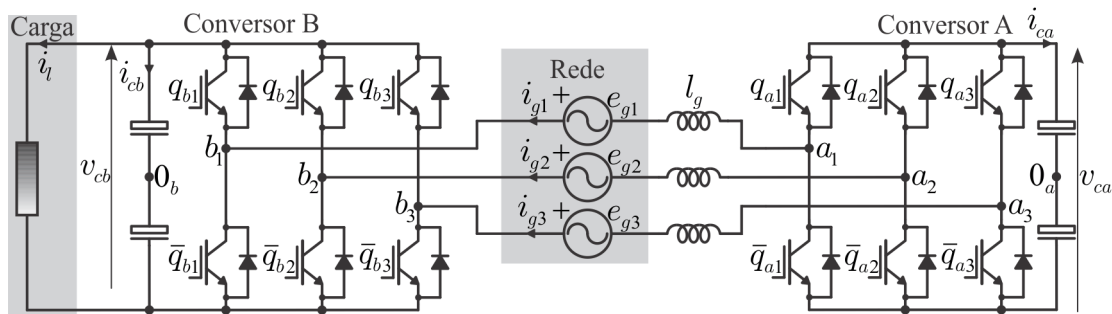 Carga
Conversor B
Rede
Conversor A
i_l
i_cb
v_cb
0_b
q_b1
q_b2
q_b3
b_1
b_2
b_3
q̄_b1
q̄_b2
q̄_b3
i_g1 + e_g1
i_g2 + e_g2
i_g3 + e_g3
l_g
q_a1
q_a2
q_a3
a_1
a_2
a_3
q̄_a1
q̄_a2
q̄_a3
i_ca
0_a
v_ca